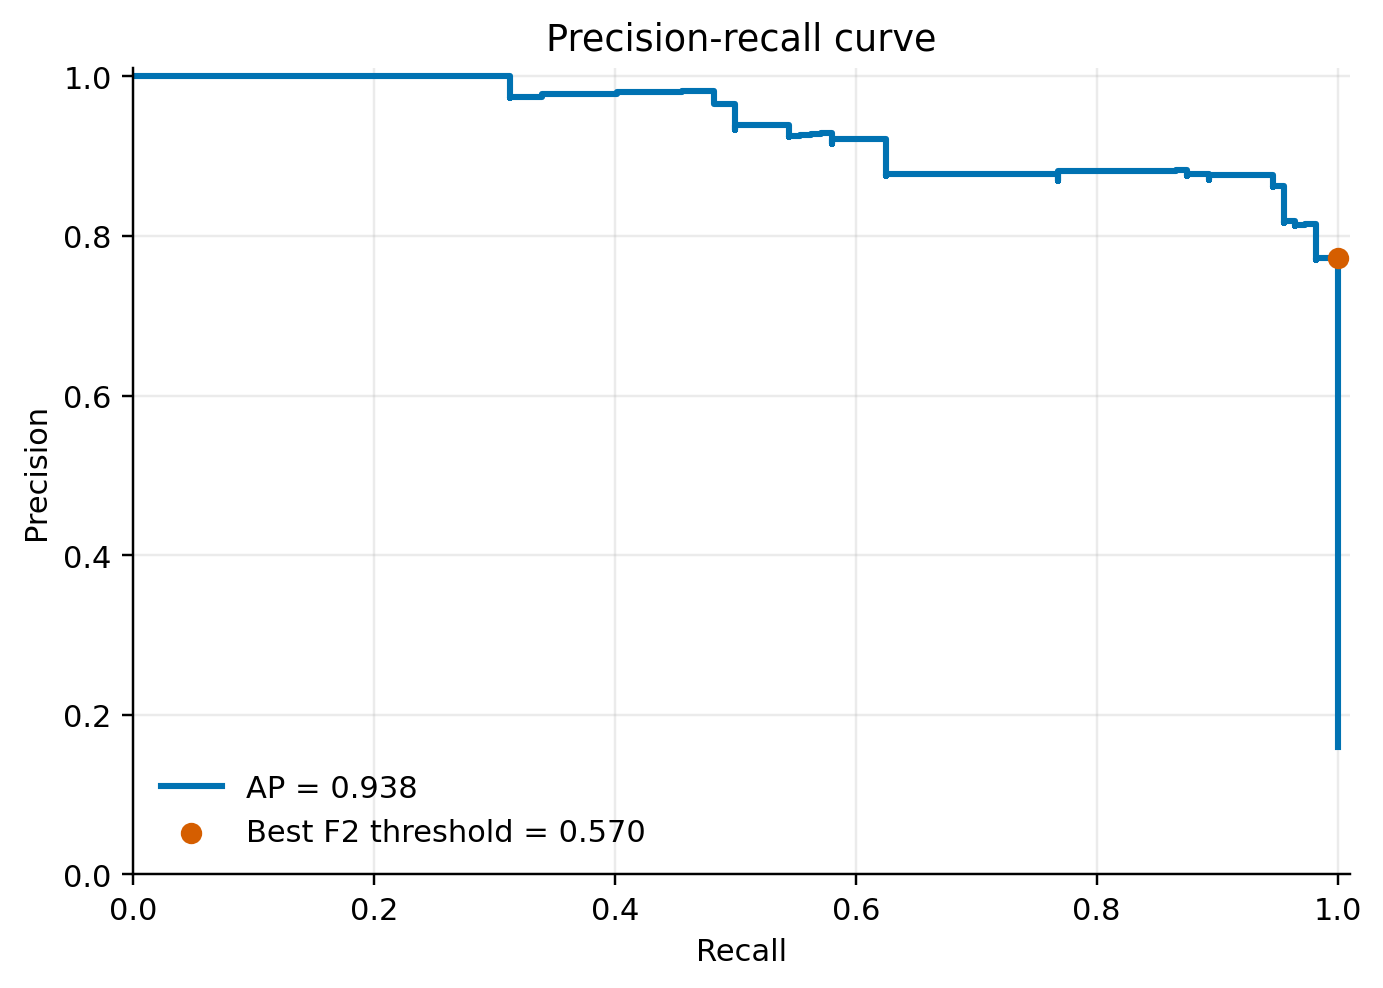 Precision-recall curve
1.0
0.8
0.6
0.4
0.2
0.0
Precision
AP = 0.938
Best F2 threshold = 0.570
0.0 0.2 0.4 0.6 0.8 1.0
Recall